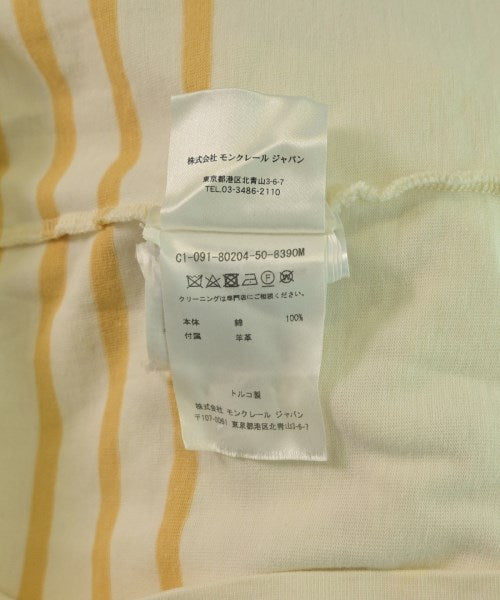 株式会社 モンクレール ジャパン
東京都港区北青山3-6-7
TEL.03-3486-2110
C1-091-80204-50-8390M
クリーニングは専門店にご相談ください。
本体 綿 100%
付属 羊革
トルコ製
株式会社 モンクレール ジャパン
〒107-0061
東京都港区北青山3-6-7